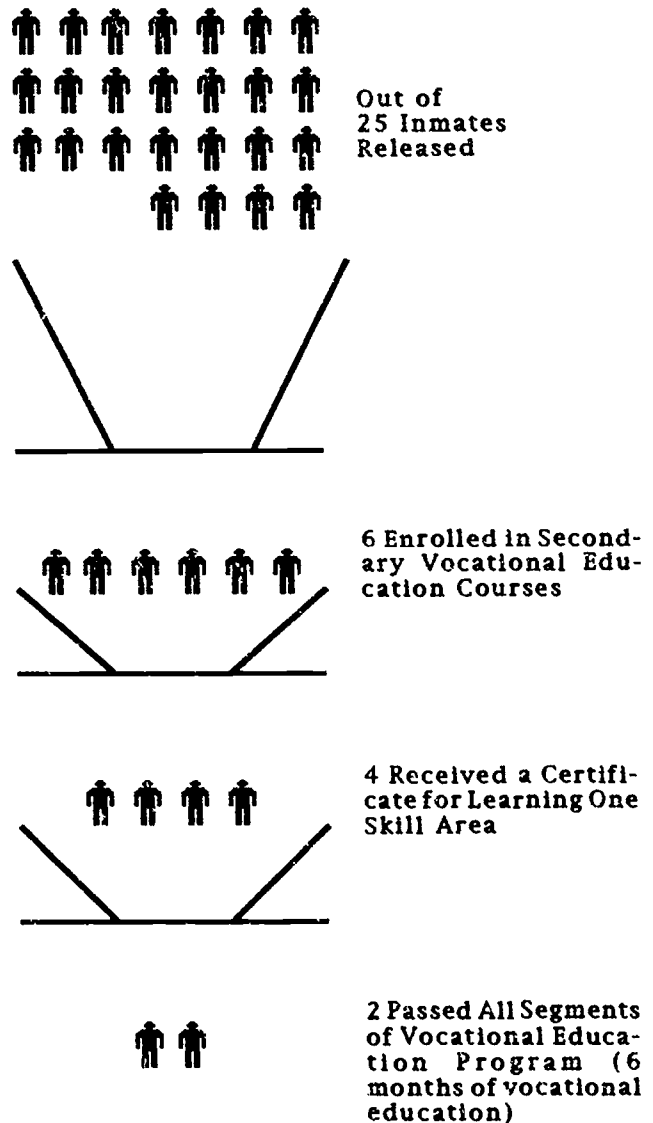 Out of
25 Inmates
Released
6 Enrolled in Second-
ary Vocational Edu-
cation Courses
4 Received a Certifi-
cate for Learning One
Skill Area
2 Passed All Segments
of Vocational Educa-
tion Program (6
months of vocational
education)